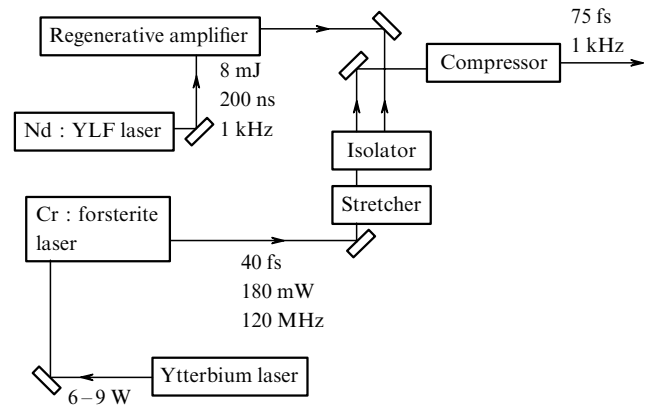 Regenerative amplifier
75 fs
1 kHz
Compressor
8 mJ
200 ns
1 kHz
Nd : YLF laser
Isolator
Stretcher
Cr : forsterite
laser
40 fs
180 mW
120 MHz
Ytterbium laser
6–9 W